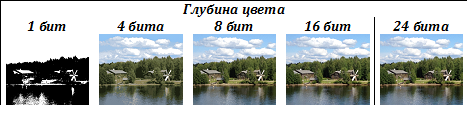 Глубина цвета
1 бит 4 бита 8 бит 16 бит 24 бита